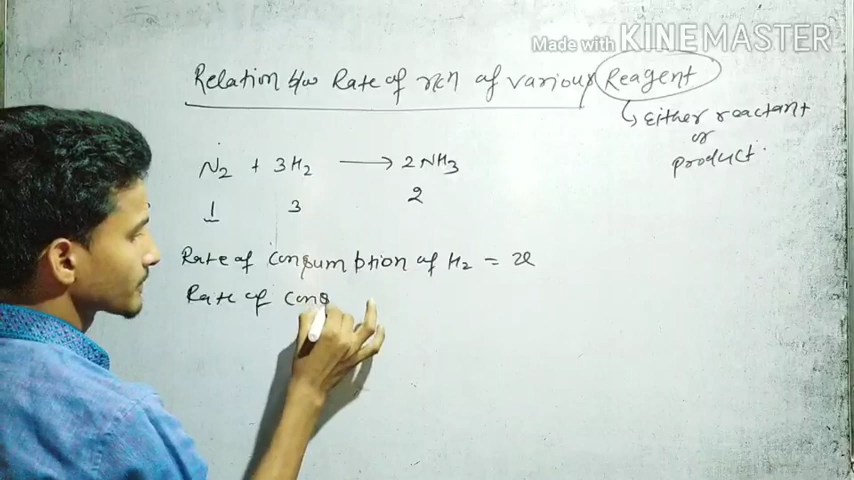 Made with KINEMASTER
Relation b/w Rate of rxn of various Reagent
either reactant
or
product.
N2 + 3H2 → 2NH3
1 3 2
Rate of consumption of H2 = x
Rate of cons